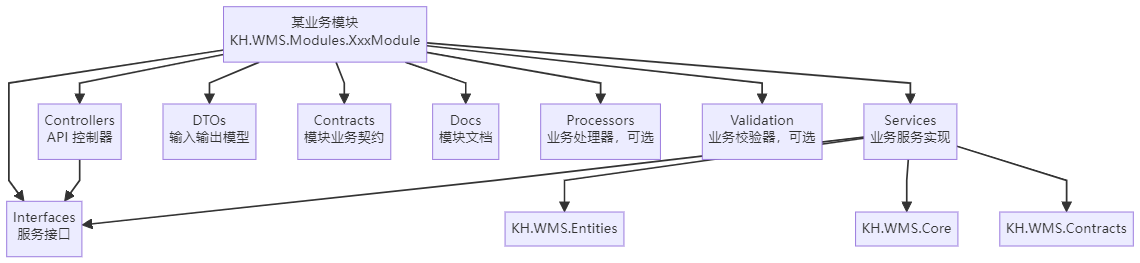 某业务模块
KH.WMS.Modules.XxxModule
Controllers
API 控制器
DTOs
输入输出模型
Contracts
模块业务契约
Docs
模块文档
Processors
业务处理器，可选
Validation
业务校验器，可选
Services
业务服务实现
Interfaces
服务接口
KH.WMS.Entities
KH.WMS.Core
KH.WMS.Contracts